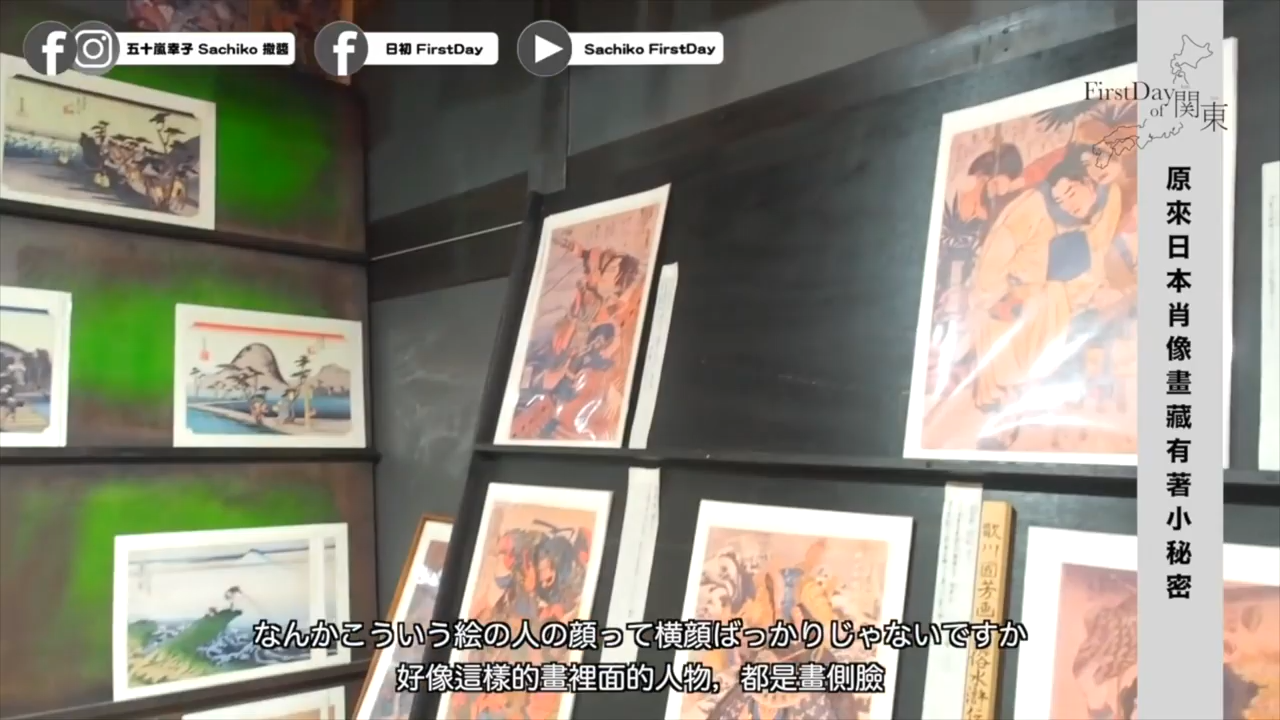 五十嵐幸子 Sachiko 撒醬
日初 FirstDay
Sachiko FirstDay
FirstDay
of 関東
原來日本肖像畫藏有著小秘密
歌川国芳画
なんかこういう絵の人の顔って横顔ばっかりじゃないですか
好像這樣的畫裡面的人物，都是畫側臉